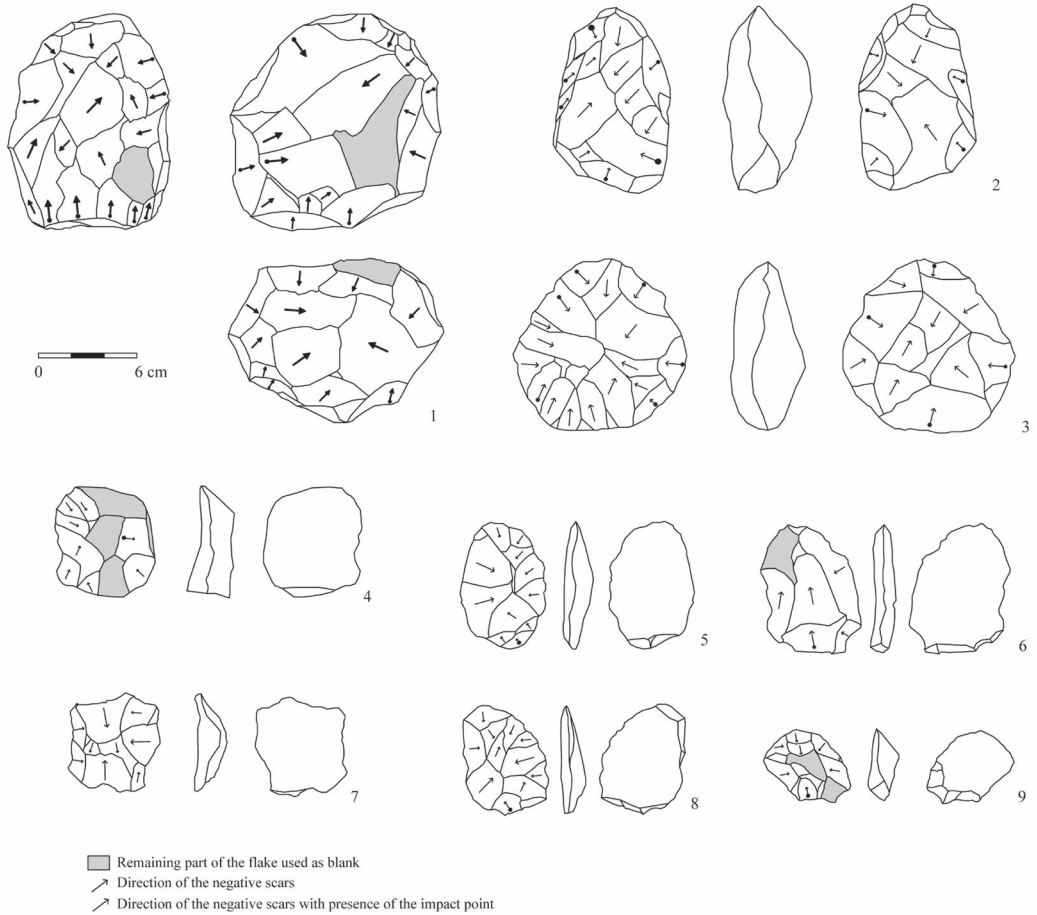 2
0
6 cm
1
3
4
5
6
7
8
9
Remaining part of the flake used as blank
Direction of the negative scars
Direction of the negative scars with presence of the impact point